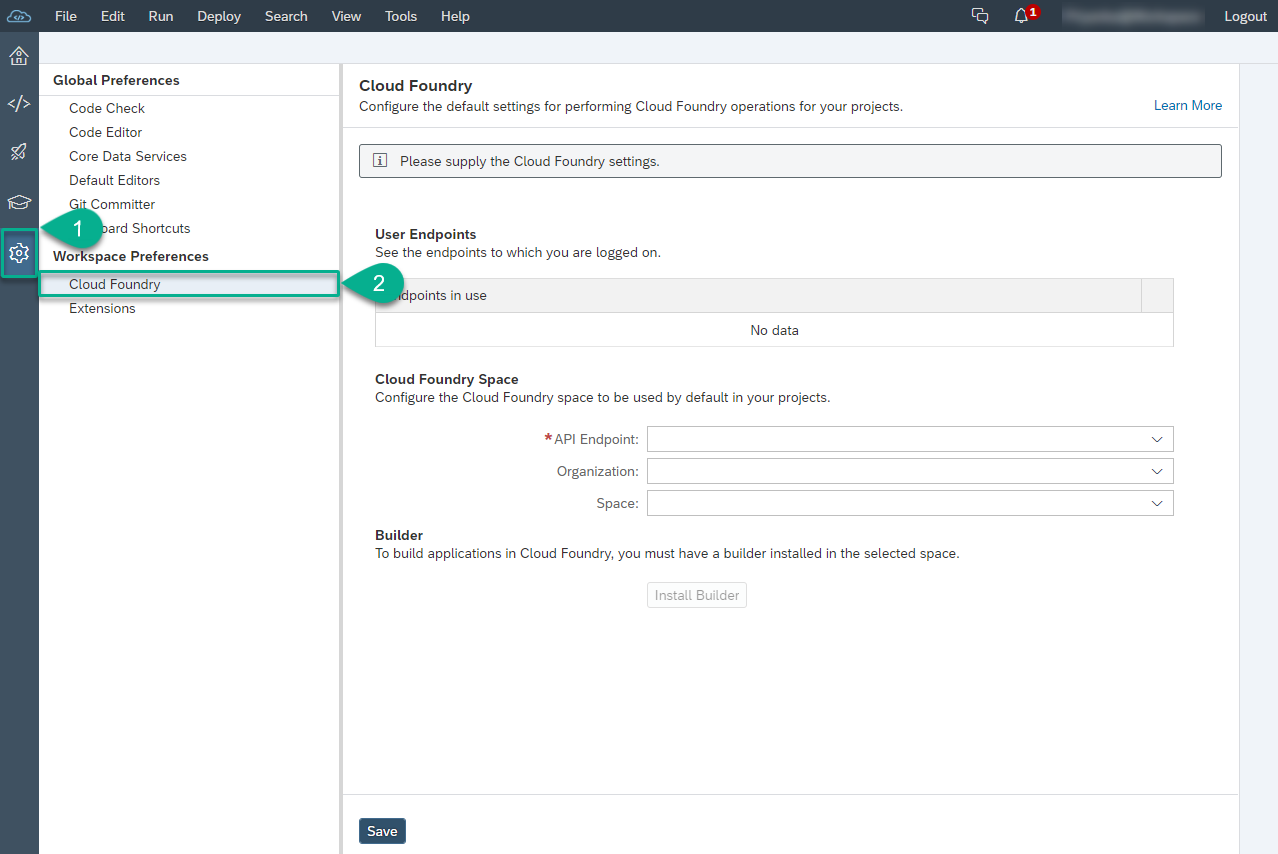 File Edit Run Deploy Search View Tools Help 1 Logout
Global Preferences
Code Check
Code Editor
Core Data Services
Default Editors
Git Committer
Shortcuts
1
Workspace Preferences
Cloud Foundry
2
Extensions
Cloud Foundry
Configure the default settings for performing Cloud Foundry operations for your projects.
Learn More
Please supply the Cloud Foundry settings.
User Endpoints
See the endpoints to which you are logged on.
in use
No data
Cloud Foundry Space
Configure the Cloud Foundry space to be used by default in your projects.
*API Endpoint:
Organization:
Space:
Builder
To build applications in Cloud Foundry, you must have a builder installed in the selected space.
Install Builder
Save